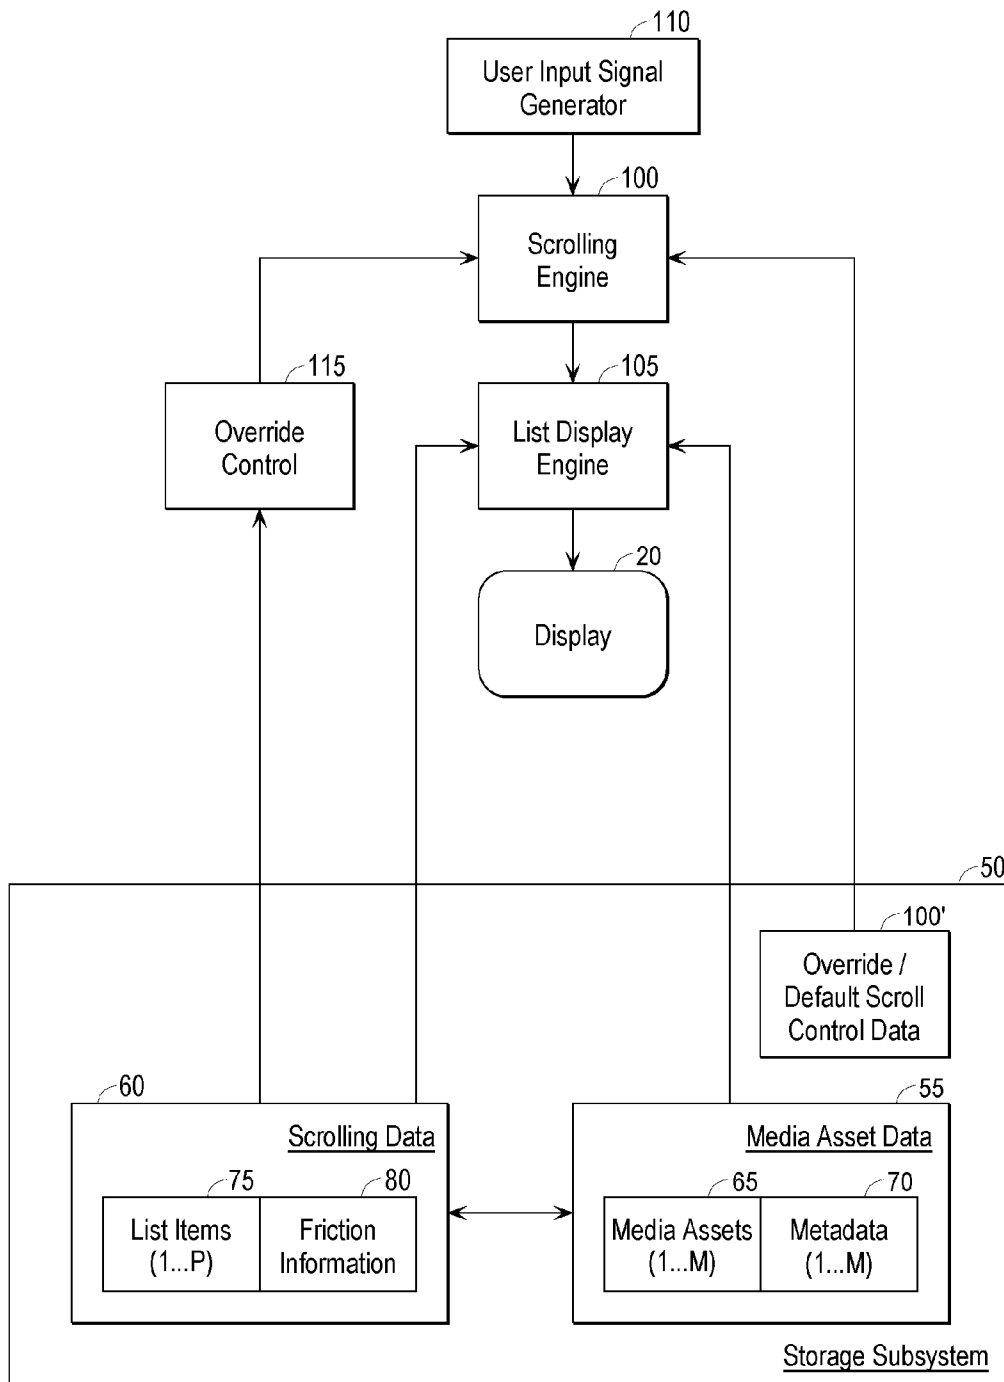 110
User Input Signal
Generator
100
Scrolling
Engine
115
Override
Control
105
List Display
Engine
20
Display
50
100'
Override /
Default Scroll
Control Data
60
Scrolling Data
75
List Items
(1...P)
80
Friction
Information
55
Media Asset Data
65
Media Assets
(1...M)
70
Metadada
(1...M)
Storage Subsystem